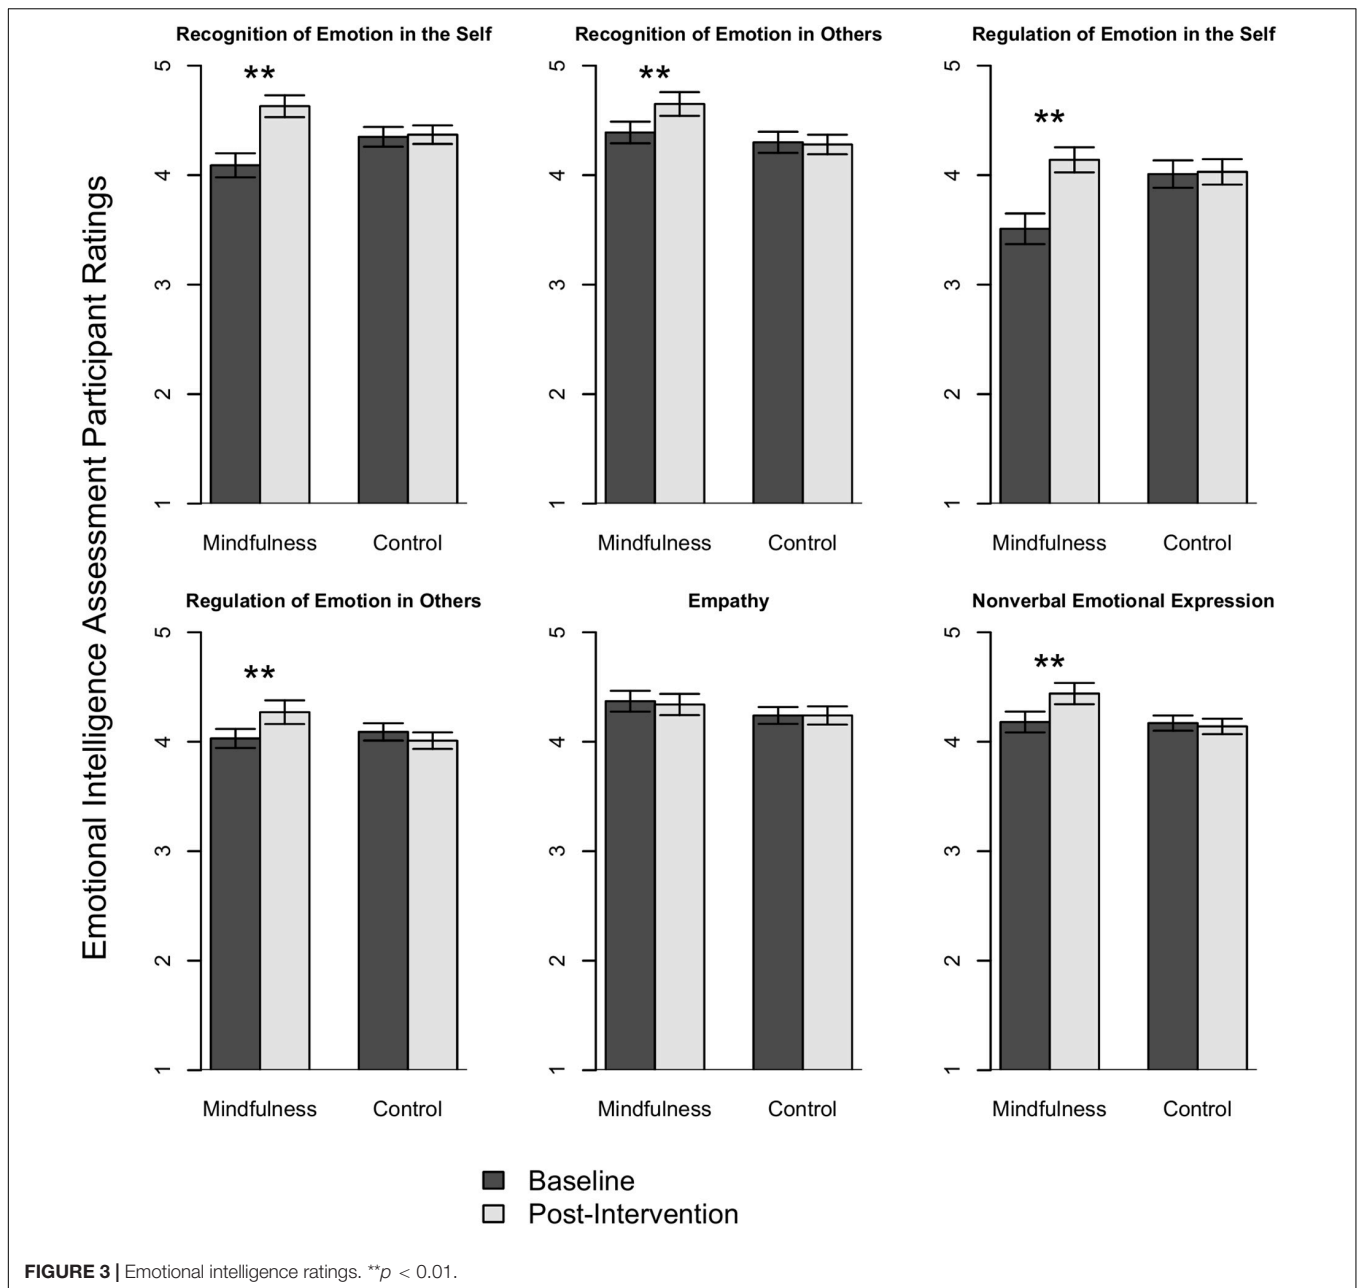 Emotional Intelligence Assessment Participant Ratings
Recognition of Emotion in the Self
5
4
3
2
1
**
Mindfulness
Control
Recognition of Emotion in Others
5
4
3
2
1
**
Mindfulness
Control
Regulation of Emotion in the Self
5
4
3
2
1
**
Mindfulness
Control
Regulation of Emotion in Others
5
4
3
2
1
**
Mindfulness
Control
Empathy
5
4
3
2
1
Mindfulness
Control
Nonverbal Emotional Expression
5
4
3
2
1
**
Mindfulness
Control
Baseline
Post-Intervention
FIGURE 3 | Emotional intelligence ratings. **p < 0.01.